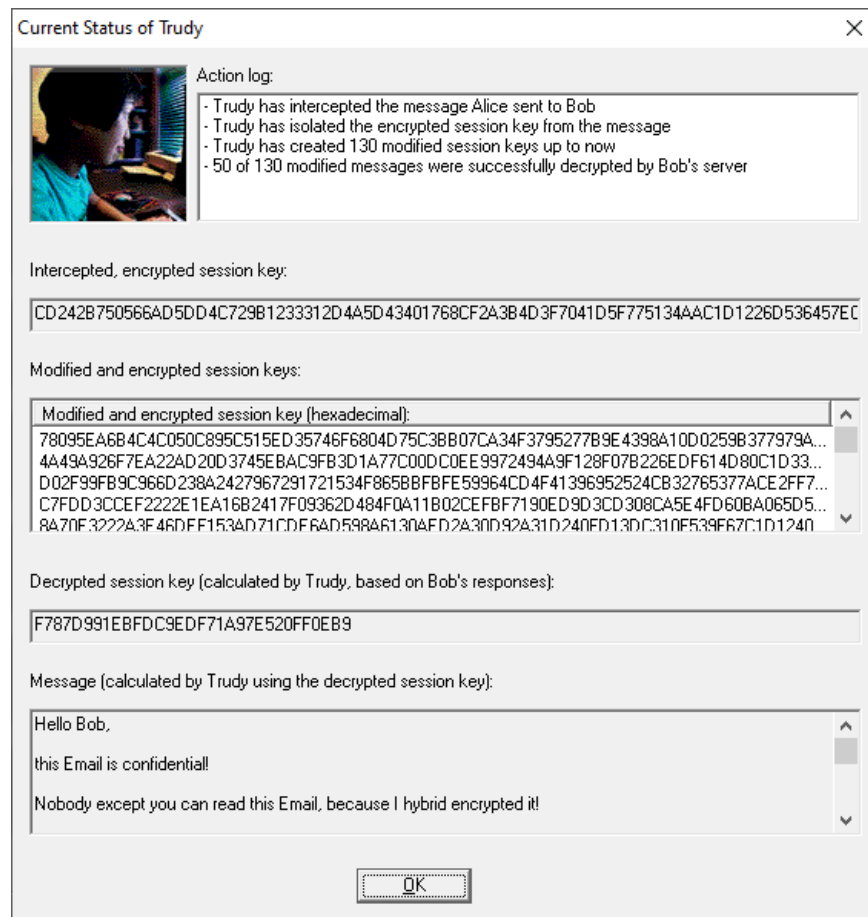 Current Status of Trudy
Action log:
- Trudy has intercepted the message Alice sent to Bob
- Trudy has isolated the encrypted session key from the message
- Trudy has created 130 modified session keys up to now
- 50 of 130 modified messages were successfully decrypted by Bob's server
Intercepted, encrypted session key:
CD242B750566AD5DD4C729B1233312D4A5D43401768CF2A3B4D3F7041D5F775134AAC1D1226D536457EC
Modified and encrypted session keys:
Modified and encrypted session key (hexadecimal):
78095EA6B4C4C050C895C515ED35746F6804D75C3BB07CA34F3795277B9E4398A10D0259B377979A...
4A49A926F7EA22AD20D3745EBAC9FB3D1A77C00DC0EE9972494A9F128F07B226EDF614D80C1D33...
D02F99FB9C966D238A2427967291721534F865BBFBFE59964CD4F41396952524CB32765377ACE2FF7...
C7FDD3CCEF2222E1EA16B2417F09362D484F0A11B02CEFBF7190ED9D3CD308CA5E4FD60BA065D5...
8A70E3222A3E46DEE153AD71CDE6AD598A6130AED2A30D92A31D240ED13DC310E539E67C1D1240...
Decrypted session key (calculated by Trudy, based on Bob's responses):
F787D991EBFDC9EDF71A97E520FF0EB9
Message (calculated by Trudy using the decrypted session key):
Hello Bob,
this Email is confidential!
Nobody except you can read this Email, because I hybrid encrypted it!
OK